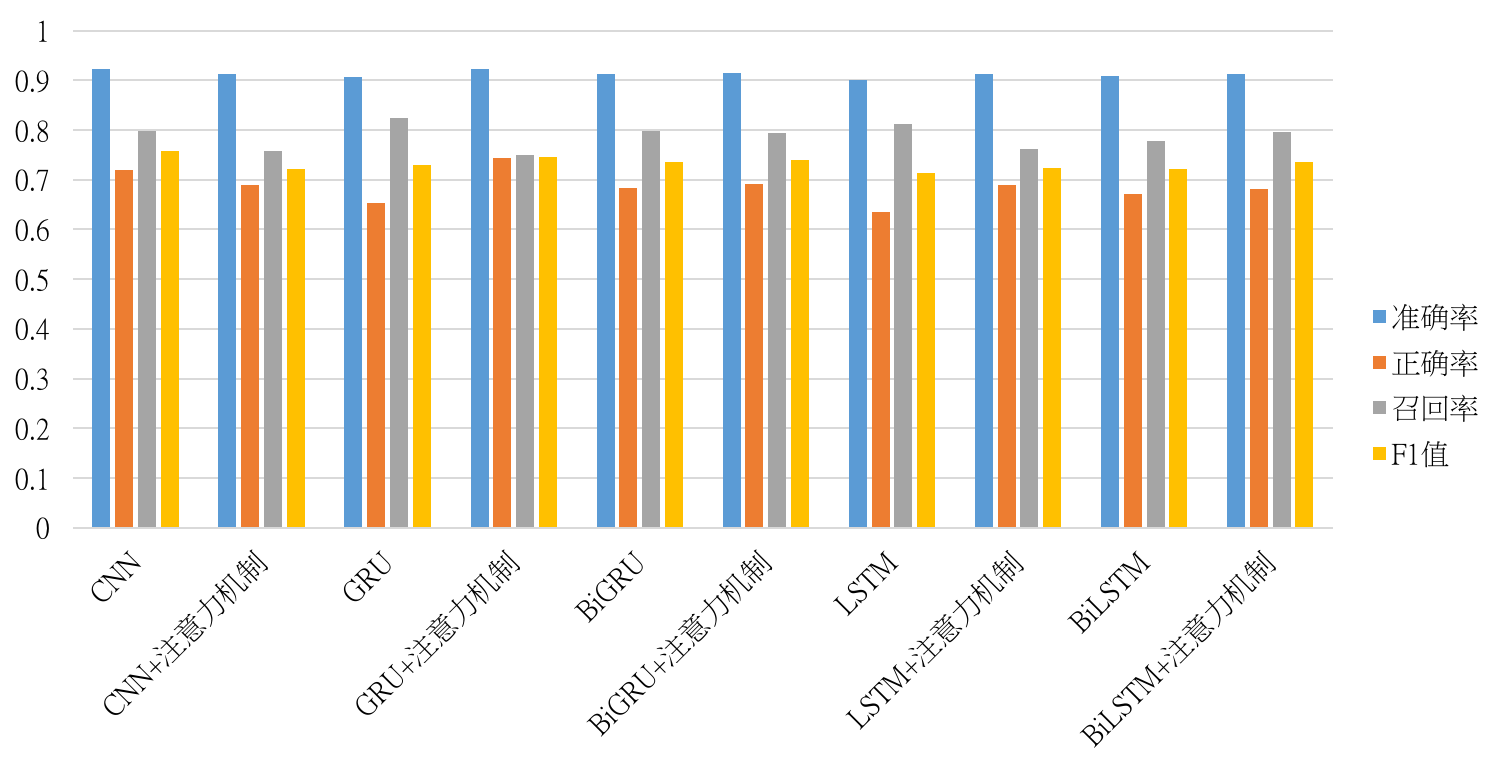 1
0.9
0.8
0.7
0.6
0.5
0.4
0.3
0.2
0.1
0
CNN
CNN+注意力机制
GRU
GRU+注意力机制
BiGRU
BiGRU+注意力机制
LSTM
LSTM+注意力机制
BiLSTM
BiLSTM+注意力机制
准确率
正确率
召回率
F1值